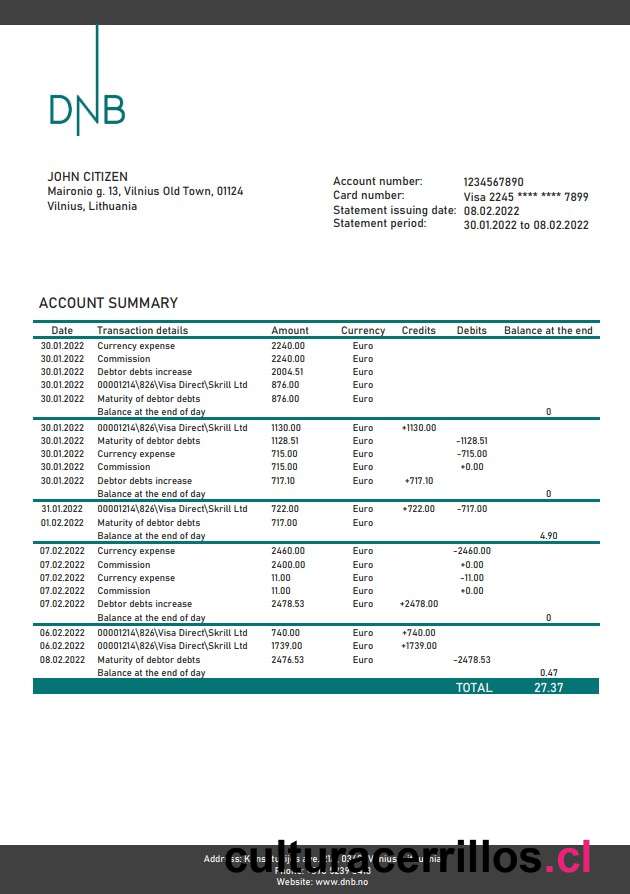 DNB
JOHN CITIZEN
Maironio g. 13, Vilnius Old Town, 01124
Vilnius, Lithuania
Account number: 1234567890
Card number: Visa 2245 **** **** 7899
Statement issuing date: 08.02.2022
Statement period: 30.01.2022 to 08.02.2022
ACCOUNT SUMMARY
Date Transaction details Amount Currency Credits Debits Balance at the end
30.01.2022 Currency expense 2240.00 Euro
30.01.2022 Commission 2240.00 Euro
30.01.2022 Debtor debts increase 2004.51 Euro
30.01.2022 00001214\826\Visa Direct\Skrill Ltd 876.00 Euro
30.01.2022 Maturity of debtor debts 876.00 Euro
Balance at the end of day 0
30.01.2022 00001214\826\Visa Direct\Skrill Ltd 1130.00 Euro +1130.00
30.01.2022 Maturity of debtor debts 1128.51 Euro -1128.51
30.01.2022 Currency expense 715.00 Euro -715.00
30.01.2022 Commission 715.00 Euro +0.00
30.01.2022 Debtor debts increase 717.10 Euro +717.10
Balance at the end of day 0
31.01.2022 00001214\826\Visa Direct\Skrill Ltd 722.00 Euro +722.00 -717.00
01.02.2022 Maturity of debtor debts 717.00 Euro
Balance at the end of day 4.90
07.02.2022 Currency expense 2460.00 Euro -2460.00
07.02.2022 Commission 2400.00 Euro +0.00
07.02.2022 Currency expense 11.00 Euro -11.00
07.02.2022 Commission 11.00 Euro +0.00
07.02.2022 Debtor debts increase 2478.53 Euro +2478.00
Balance at the end of day 0
06.02.2022 00001214\826\Visa Direct\Skrill Ltd 740.00 Euro +740.00
06.02.2022 00001214\826\Visa Direct\Skrill Ltd 1739.00 Euro +1739.00
08.02.2022 Maturity of debtor debts 2476.53 Euro -2478.53
Balance at the end of day 0.47
TOTAL 27.37
culturacerrillos.cl
Website: www.dnb.no